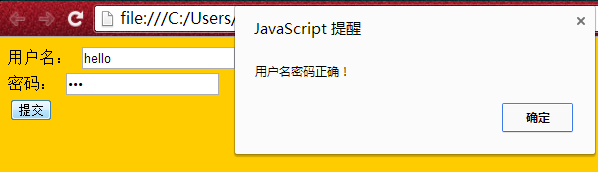 file:///C:/Users/
JavaScript 提醒
用户名: hello
用户名密码正确！
密码: •••
提交
确定